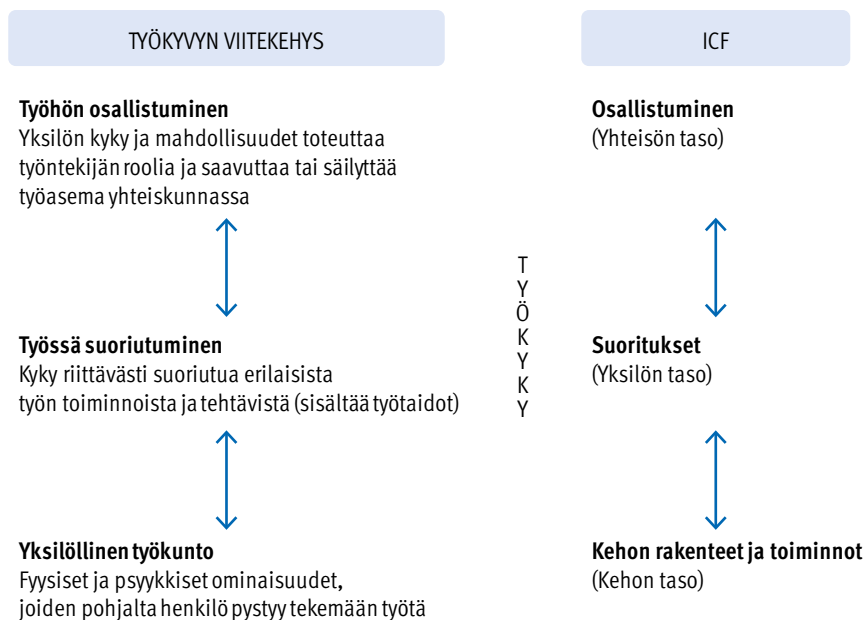 TYÖKYVYN VIITEKEHYS
ICF
Työhön osallistuminen
Yksilön kyky ja mahdollisuudet toteuttaa
työntekijän roolia ja saavuttaa tai säilyttää
työasema yhteiskunnassa
Osallistuminen
(Yhteisön taso)
T
Y
Ö
K
Y
K
Y
Työssä suoriutuminen
Kyky riittävästi suoriutua erilaisista
työn toiminnoista ja tehtävistä (sisältää työtaidot)
Suoritukset
(Yksilön taso)
Yksilöllinen työkunto
Fyysiset ja psyykkiset ominaisuudet,
joiden pohjalta henkilö pystyy tekemään työtä
Kehon rakenteet ja toiminnot
(Kehon taso)